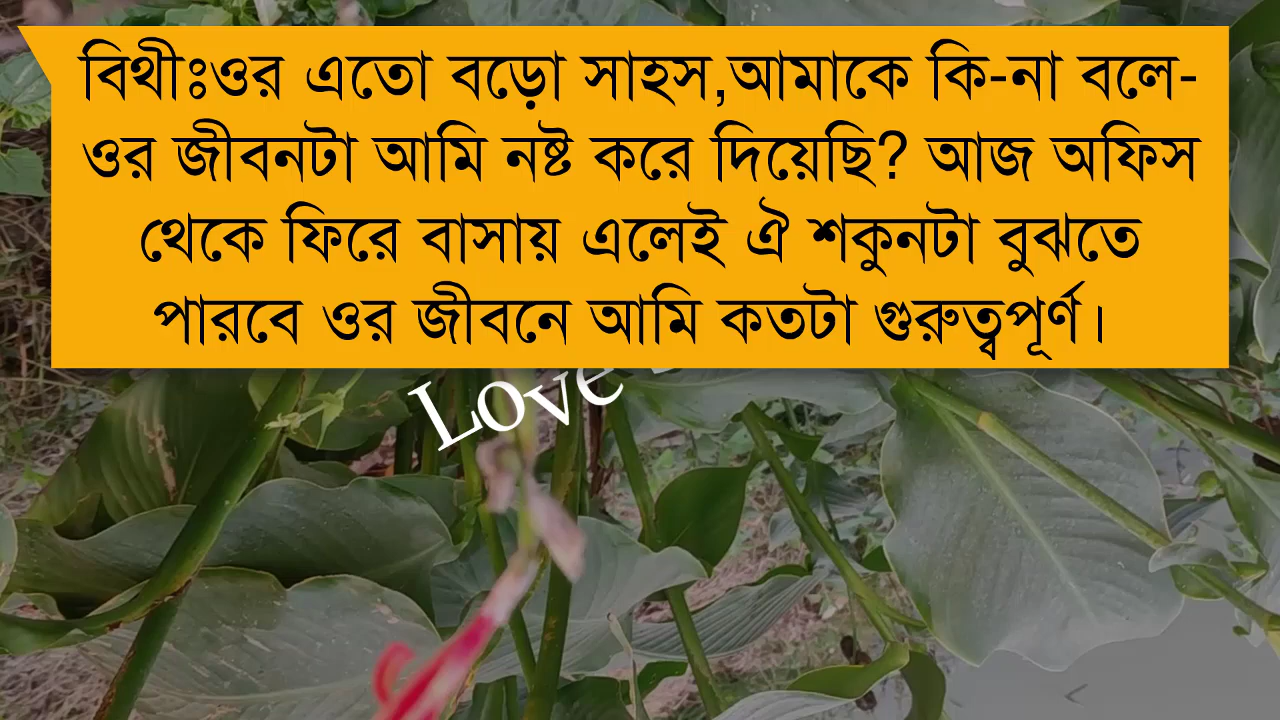 বিথীঃওর এতো বড়ো সাহস,আমাকে কি-না বলে-
ওর জীবনটা আমি নষ্ট করে দিয়েছি? আজ অফিস
থেকে ফিরে বাসায় এলেই ঐ শকুনটা বুঝতে
পারবে ওর জীবনে আমি কতটা গুরুত্বপূর্ণ।
Love